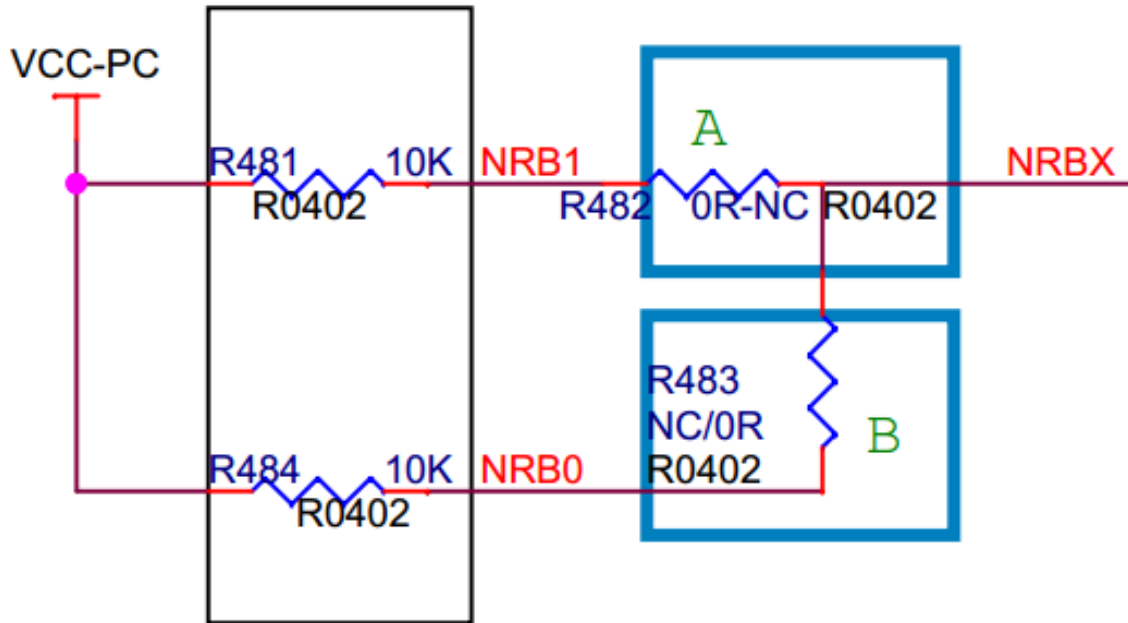 VCC-PC
R481 10K NRB1
R0402
A
R482 0R-NC R0402
NRBX
R483
NC/0R
R0402
B
R484 10K NRB0
R0402